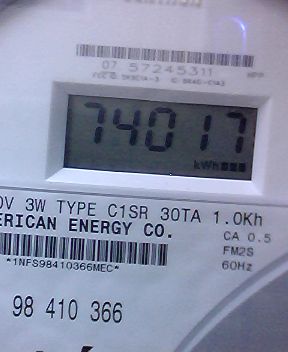 07 57245311
74017
kWh
0V 3W TYPE C1SR 30TA 1.0Kh
ERICAN ENERGY CO.
CA 0.5
FM2S
60Hz
*1NFS98410366MEC*
98 410 366